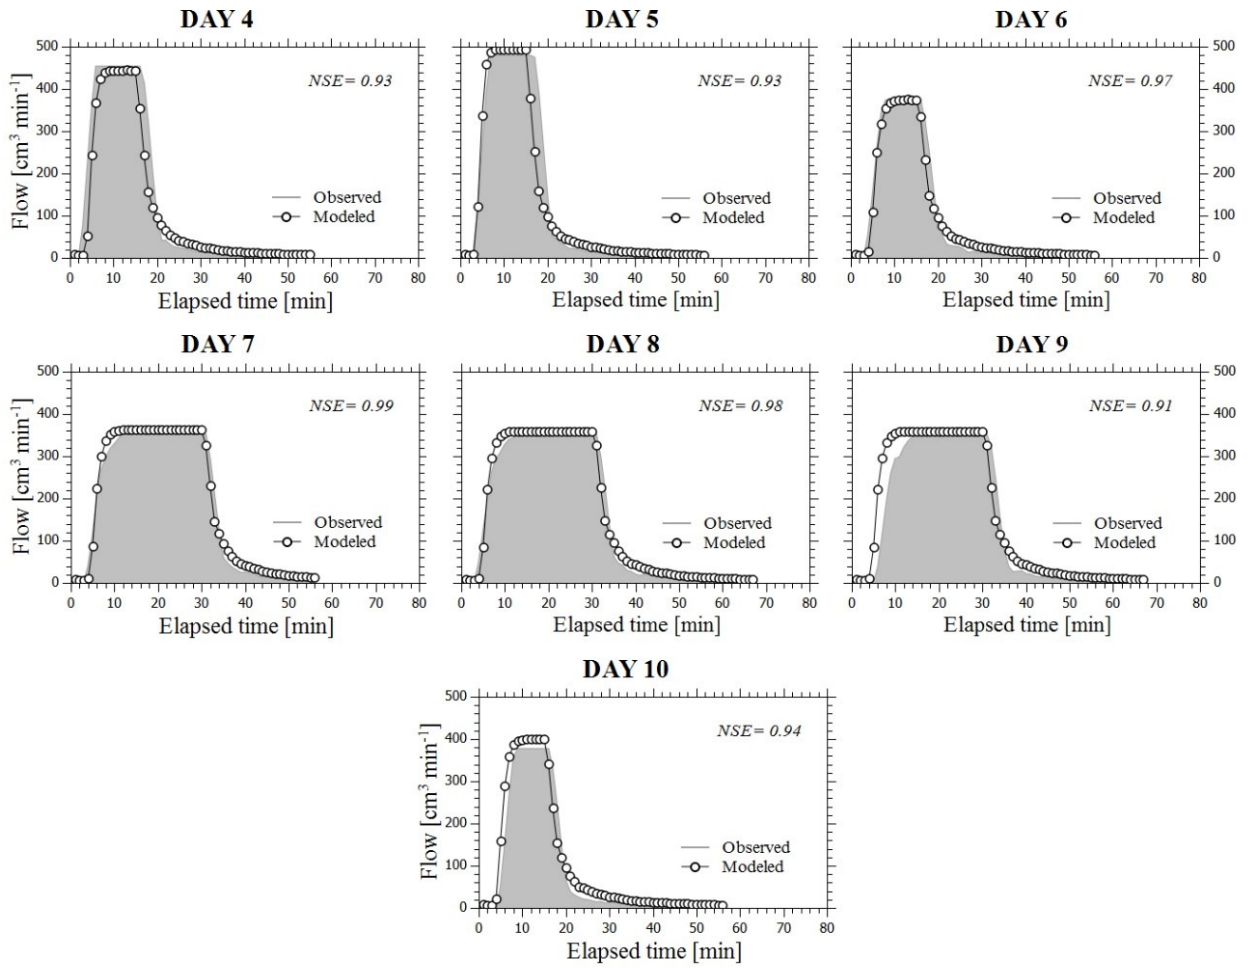 DAY 4 DAY 5 DAY 6
500 500
400 400
300 300
200 200
100 100
0 0
Flow [cm³ min⁻¹]
NSE= 0.93 NSE= 0.93 NSE= 0.97
Observed Observed Observed
Modeled Modeled Modeled
0 10 20 30 40 50 60 70 80 0 10 20 30 40 50 60 70 80 0 10 20 30 40 50 60 70 80
Elapsed time [min] Elapsed time [min] Elapsed time [min]
DAY 7 DAY 8 DAY 9
500 500
400 400
300 300
200 200
100 100
0 0
Flow [cm³ min⁻¹]
NSE= 0.99 NSE= 0.98 NSE= 0.91
Observed Observed Observed
Modeled Modeled Modeled
0 10 20 30 40 50 60 70 80 0 10 20 30 40 50 60 70 80 0 10 20 30 40 50 60 70 80
Elapsed time [min] Elapsed time [min] Elapsed time [min]
DAY 10
500
400
300
200
100
0
Flow [cm³ min⁻¹]
NSE= 0.94
Observed
Modeled
0 10 20 30 40 50 60 70 80
Elapsed time [min]